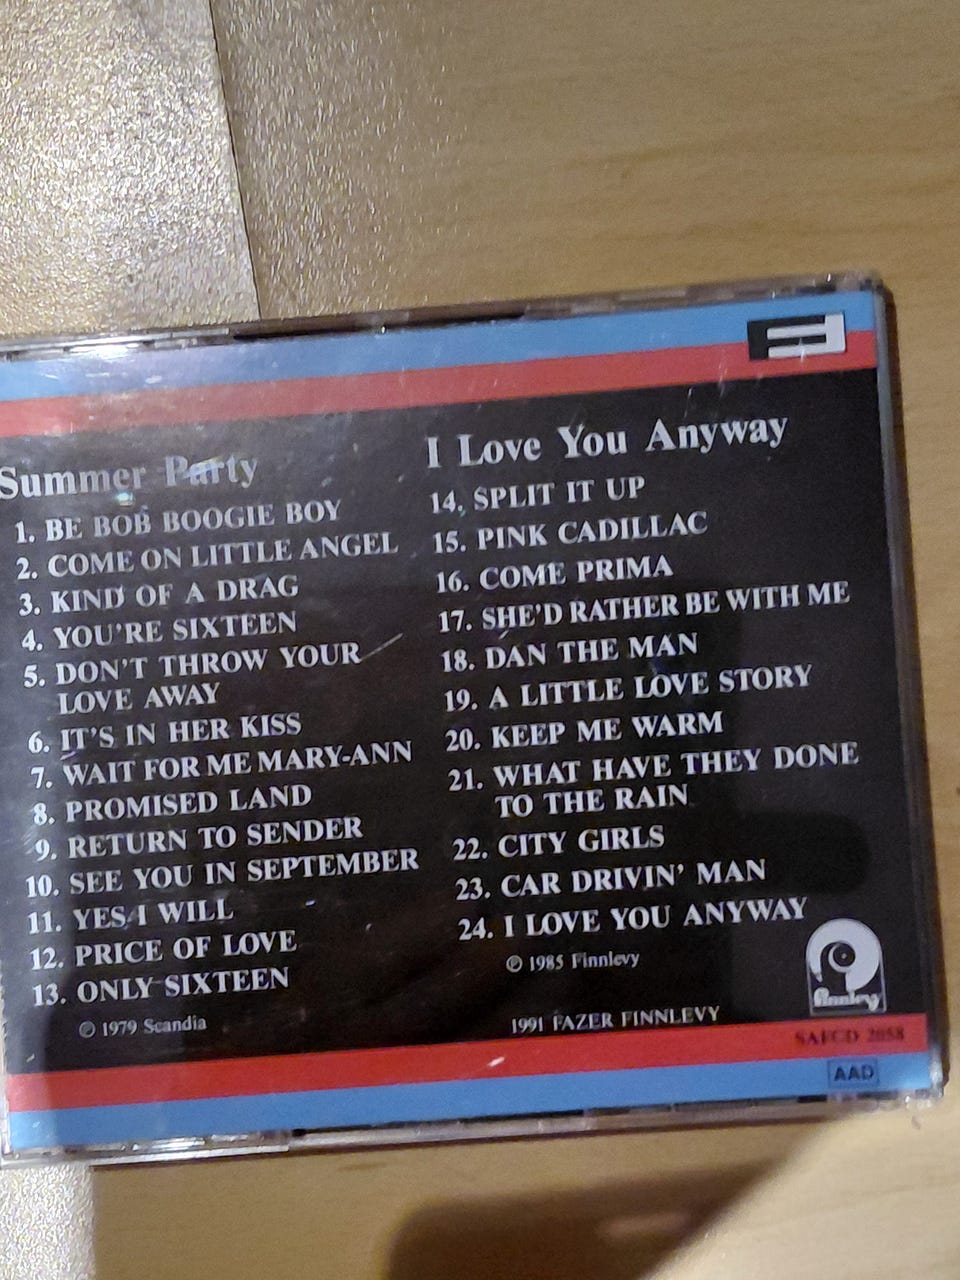 Summer Party
1. BE BOB BOOGIE BOY
2. COME ON LITTLE ANGEL
3. KIND OF A DRAG
4. YOU'RE SIXTEEN
5. DON'T THROW YOUR
LOVE AWAY
6. IT'S IN HER KISS
7. WAIT FOR ME MARY-ANN
8. PROMISED LAND
9. RETURN TO SENDER
10. SEE YOU IN SEPTEMBER
11. YES I WILL
12. PRICE OF LOVE
13. ONLY SIXTEEN
℗ 1979 Scandia
I Love You Anyway
14. SPLIT IT UP
15. PINK CADILLAC
16. COME PRIMA
17. SHE'D RATHER BE WITH ME
18. DAN THE MAN
19. A LITTLE LOVE STORY
20. KEEP ME WARM
21. WHAT HAVE THEY DONE
TO THE RAIN
22. CITY GIRLS
23. CAR DRIVIN' MAN
24. I LOVE YOU ANYWAY
℗ 1985 Finnlevy
1991 FAZER FINNLEVY
finnlevy
SAFCD 2058
AAD